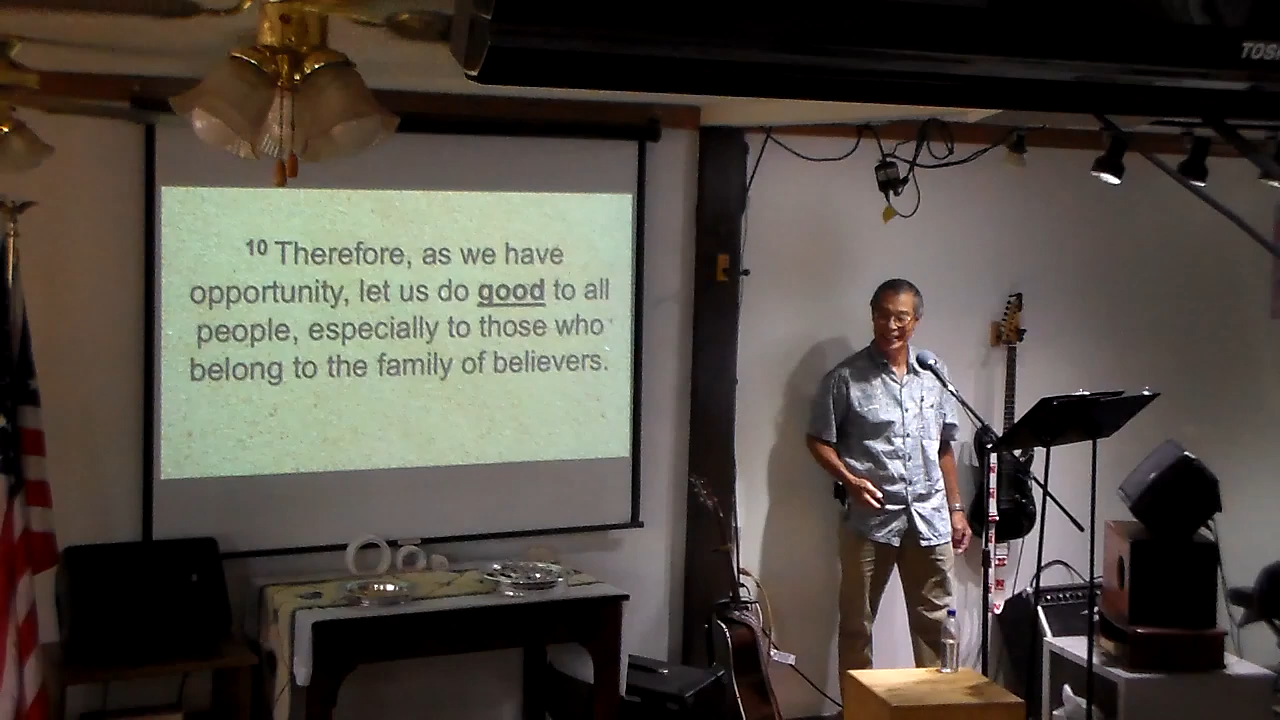 10 Therefore, as we have
opportunity, let us do good to all
people, especially to those who
belong to the family of believers.